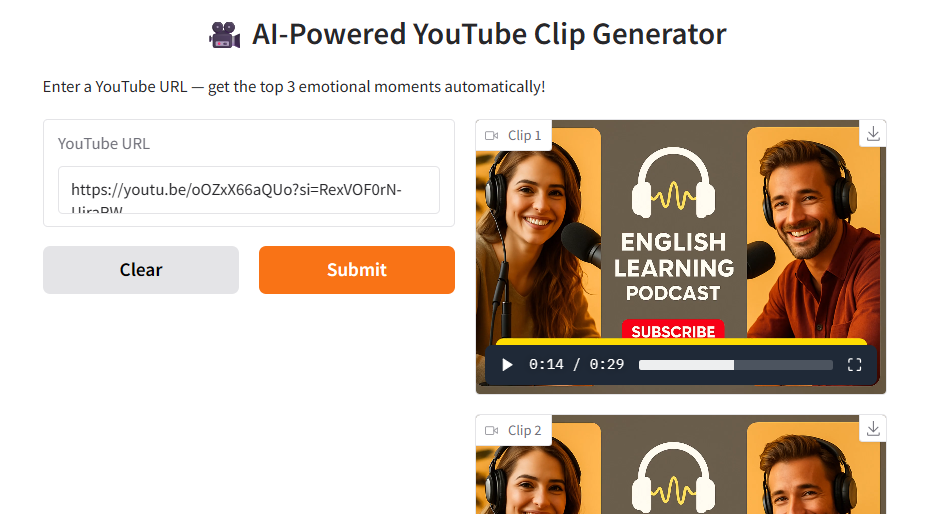 AI-Powered YouTube Clip Generator
Enter a YouTube URL — get the top 3 emotional moments automatically!
YouTube URL
https://youtu.be/oOZxX66aQUo?si=RexVOF0rN-
Clear
Submit
Clip 1
ENGLISH
LEARNING
PODCAST
SUBSCRIBE
0:14 / 0:29
Clip 2